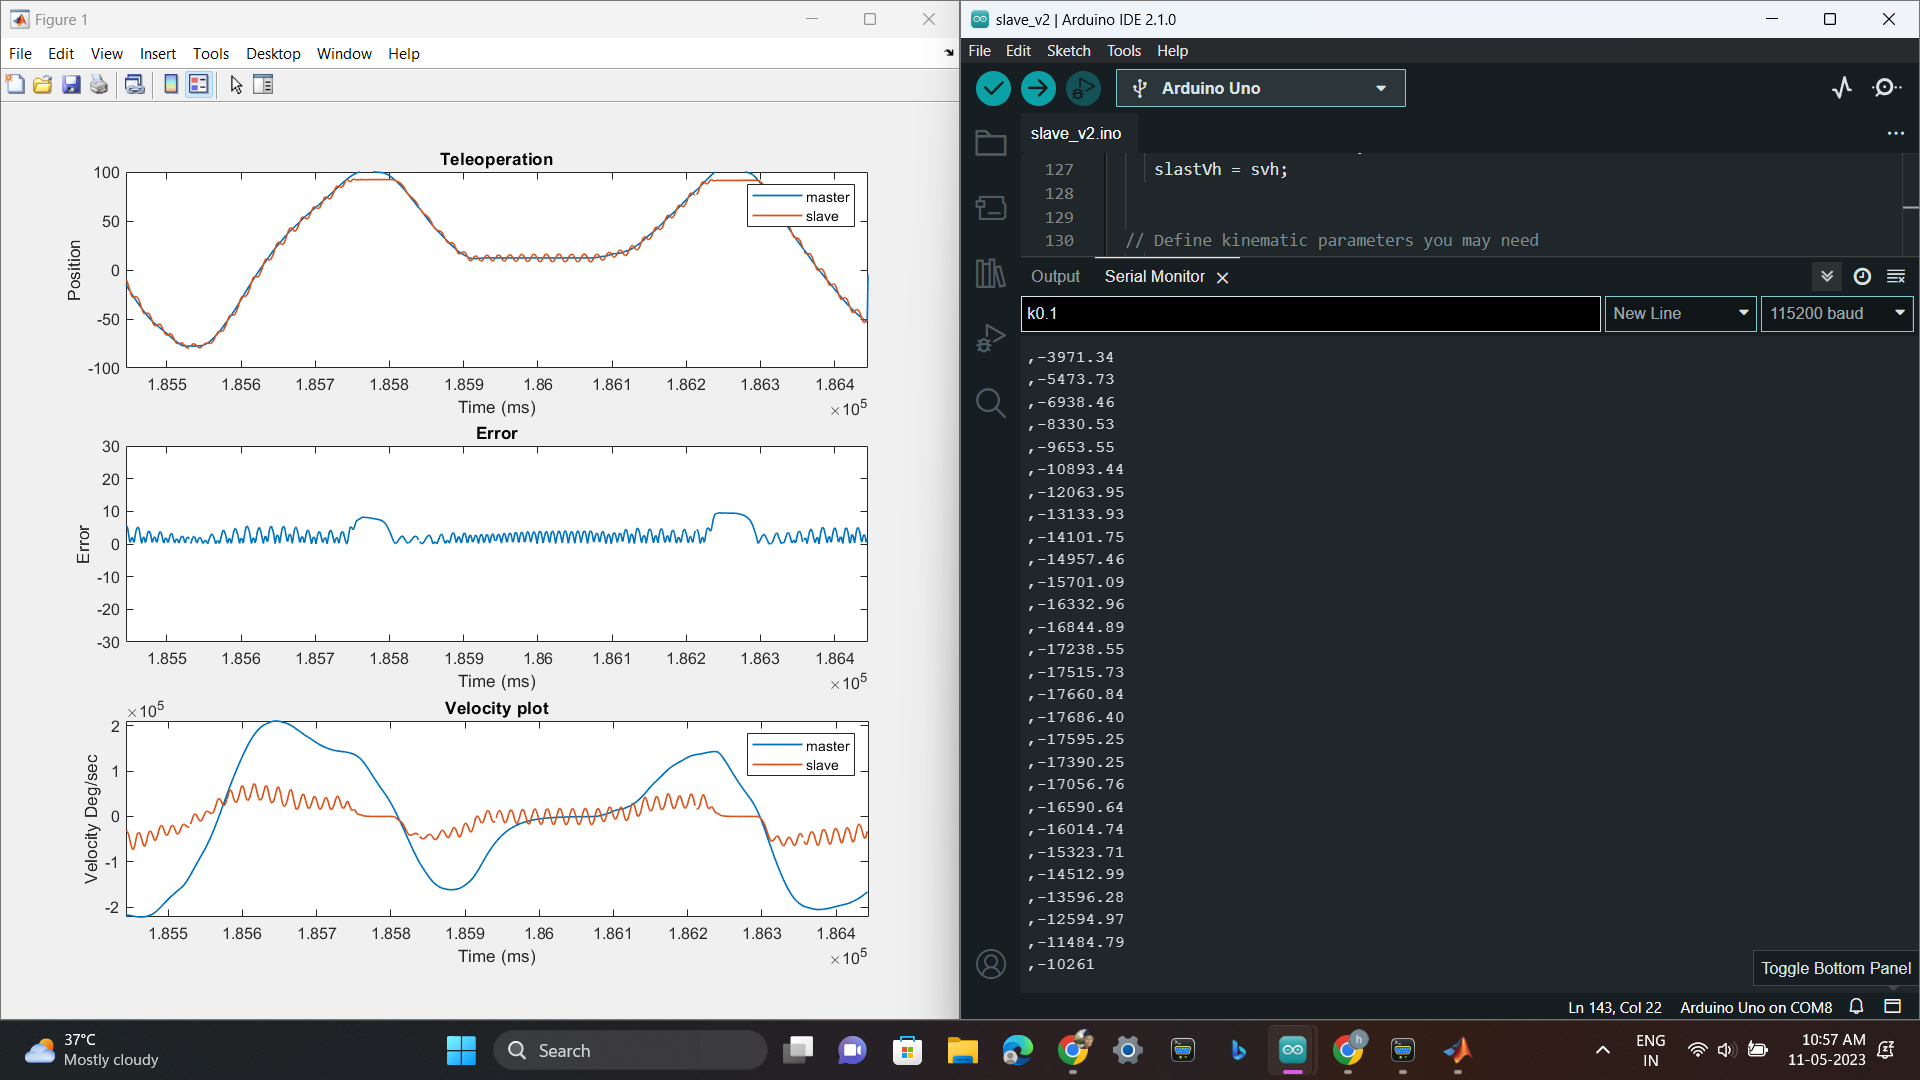 Figure 1
File Edit View Insert Tools Desktop Window Help
Teleoperation
100
50
0
-50
-100
Position
master
slave
1.855 1.856 1.857 1.858 1.859 1.86 1.861 1.862 1.863 1.864
Time (ms)
×10^5
Error
30
20
10
0
-10
-20
-30
Error
1.855 1.856 1.857 1.858 1.859 1.86 1.861 1.862 1.863 1.864
Time (ms)
×10^5
×10^5
Velocity plot
2
1
0
-1
-2
Velocity Deg/sec
master
slave
1.855 1.856 1.857 1.858 1.859 1.86 1.861 1.862 1.863 1.864
Time (ms)
×10^5
slave_v2 | Arduino IDE 2.1.0
File Edit Sketch Tools Help
Arduino Uno
slave_v2.ino
127 slastVh = svh;
128
129
130 // Define kinematic parameters you may need
Output Serial Monitor
k0.1
New Line
115200 baud
,-3971.34
,-5473.73
,-6938.46
,-8330.53
,-9653.55
,-10893.44
,-12063.95
,-13133.93
,-14101.75
,-14957.46
,-15701.09
,-16332.96
,-16844.89
,-17238.55
,-17515.73
,-17660.84
,-17686.40
,-17595.25
,-17390.25
,-17056.76
,-16590.64
,-16014.74
,-15323.71
,-14512.99
,-13596.28
,-12594.97
,-11484.79
,-10261
Toggle Bottom Panel
Ln 143, Col 22 Arduino Uno on COM8
37°C
Mostly cloudy
Search
ENG
IN
10:57 AM
11-05-2023